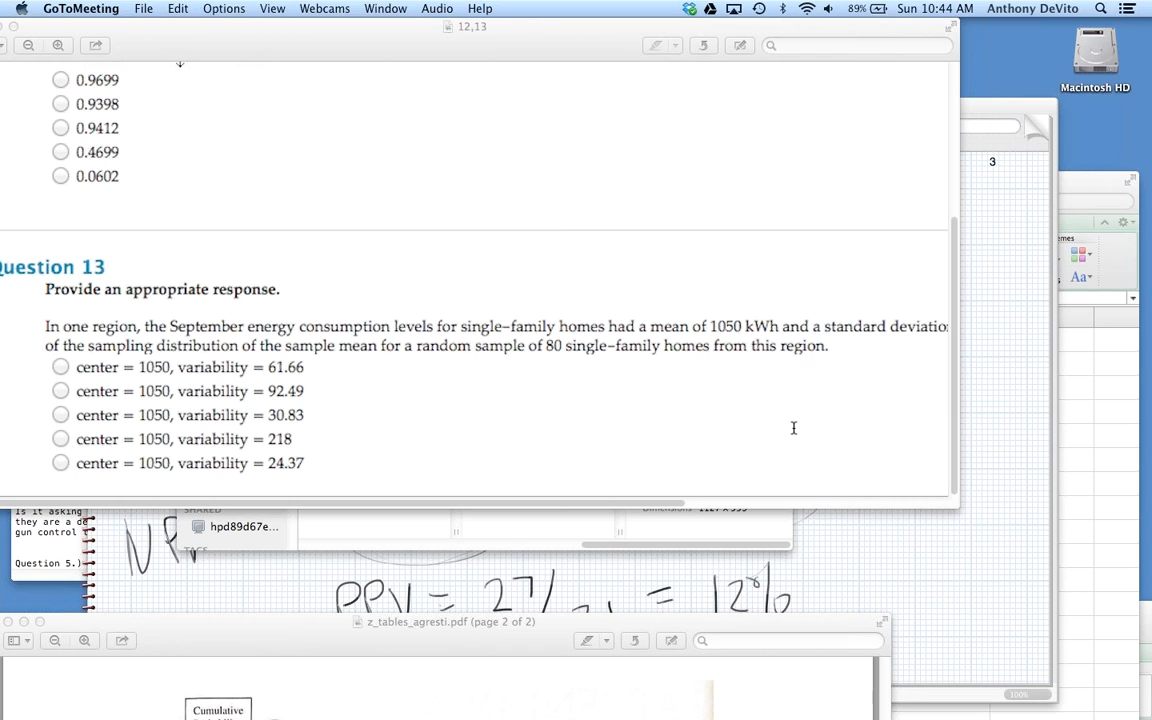 GoToMeeting File Edit Options View Webcams Window Audio Help 89% Sun 10:44 AM Anthony DeVito
12,13
Macintosh HD
0.9699
0.9398
0.9412
0.4699
0.0602
3
emes
Aa
Question 13
Provide an appropriate response.
In one region, the September energy consumption levels for single-family homes had a mean of 1050 kWh and a standard deviatio
of the sampling distribution of the sample mean for a random sample of 80 single-family homes from this region.
center = 1050, variability = 61.66
center = 1050, variability = 92.49
center = 1050, variability = 30.83
center = 1050, variability = 218
center = 1050, variability = 24.37
Is it asking
they are a de
gun control
Question 5.)
SHARED
hpd89d67e...
NPV
PPV = 27/ = 12%
100%
z_tables_agresti.pdf (page 2 of 2)
Cumulative